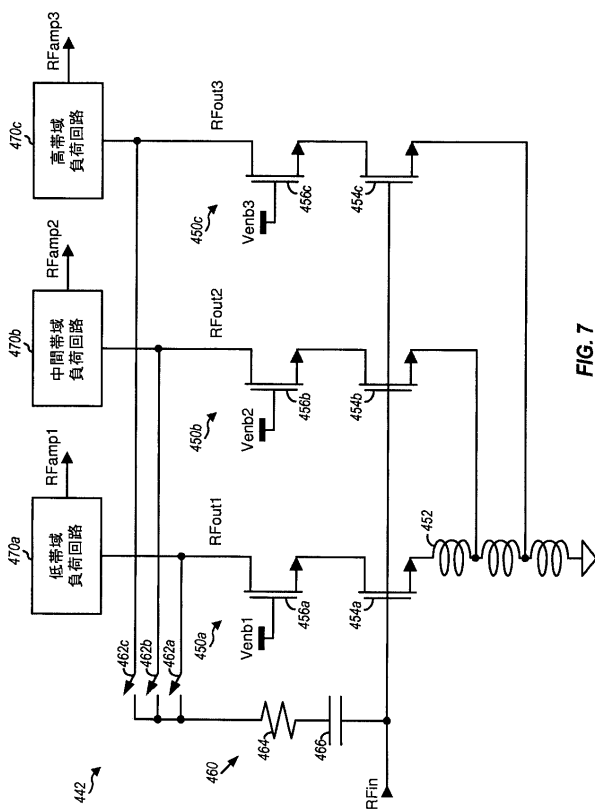 442
460
RFin
464
466
462a
462b
462c
470a
低帯域
負荷回路
RFamp1
RFout1
450a
Venb1
456a
454a
452
470b
中間帯域
負荷回路
RFamp2
RFout2
450b
Venb2
456b
454b
470c
高帯域
負荷回路
RFamp3
RFout3
450c
Venb3
456c
454c
FIG. 7